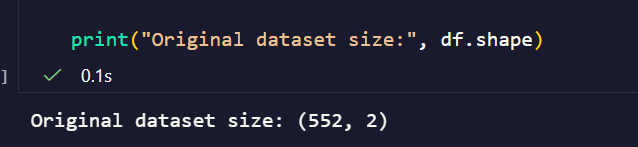 print("Original dataset size:", df.shape)
] ✓ 0.1s
Original dataset size: (552, 2)